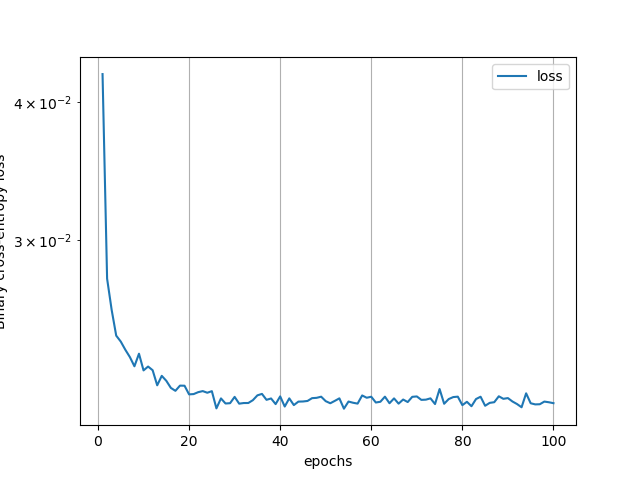 loss
4 × 10⁻²
3 × 10⁻²
Binary cross-entropy loss
0 20 40 60 80 100
epochs